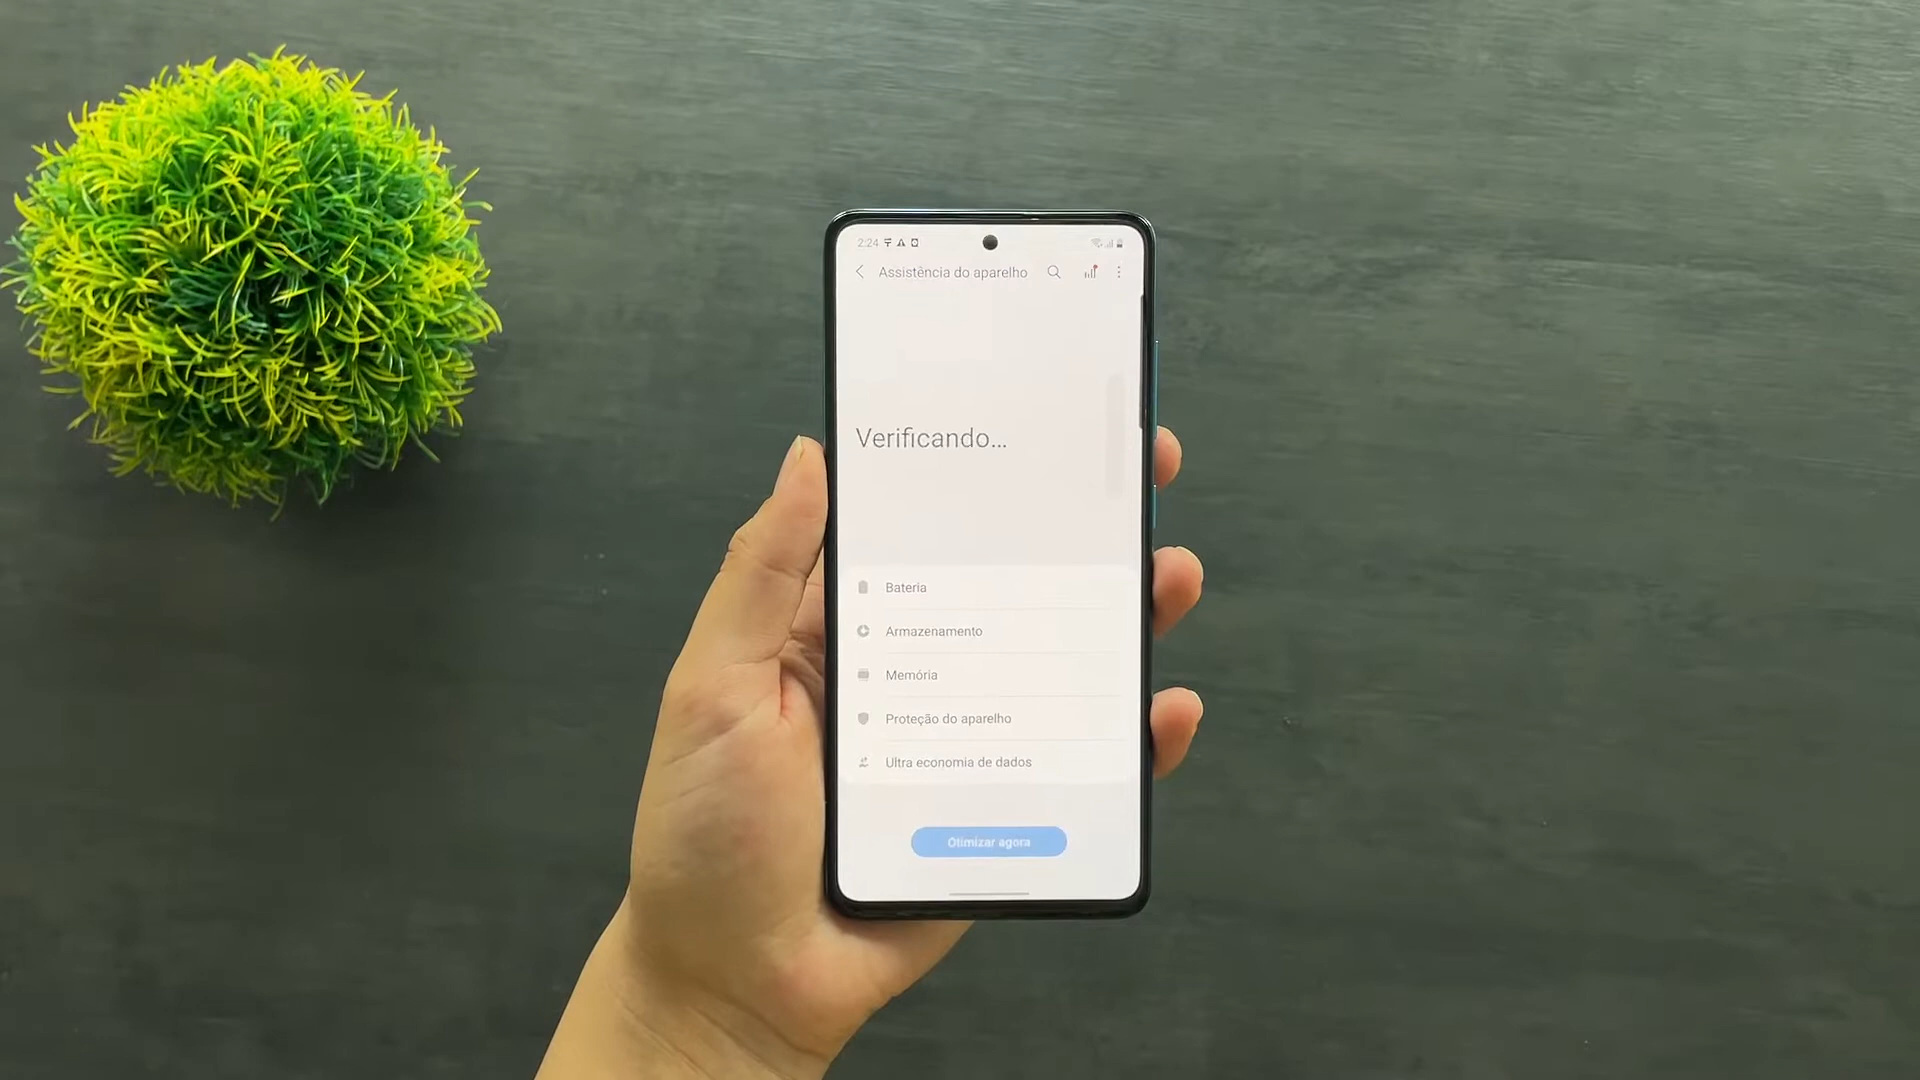 2:24
Assistência do aparelho
Verificando...
Bateria
Armazenamento
Memória
Proteção do aparelho
Ultra economia de dados
Otimizar agora